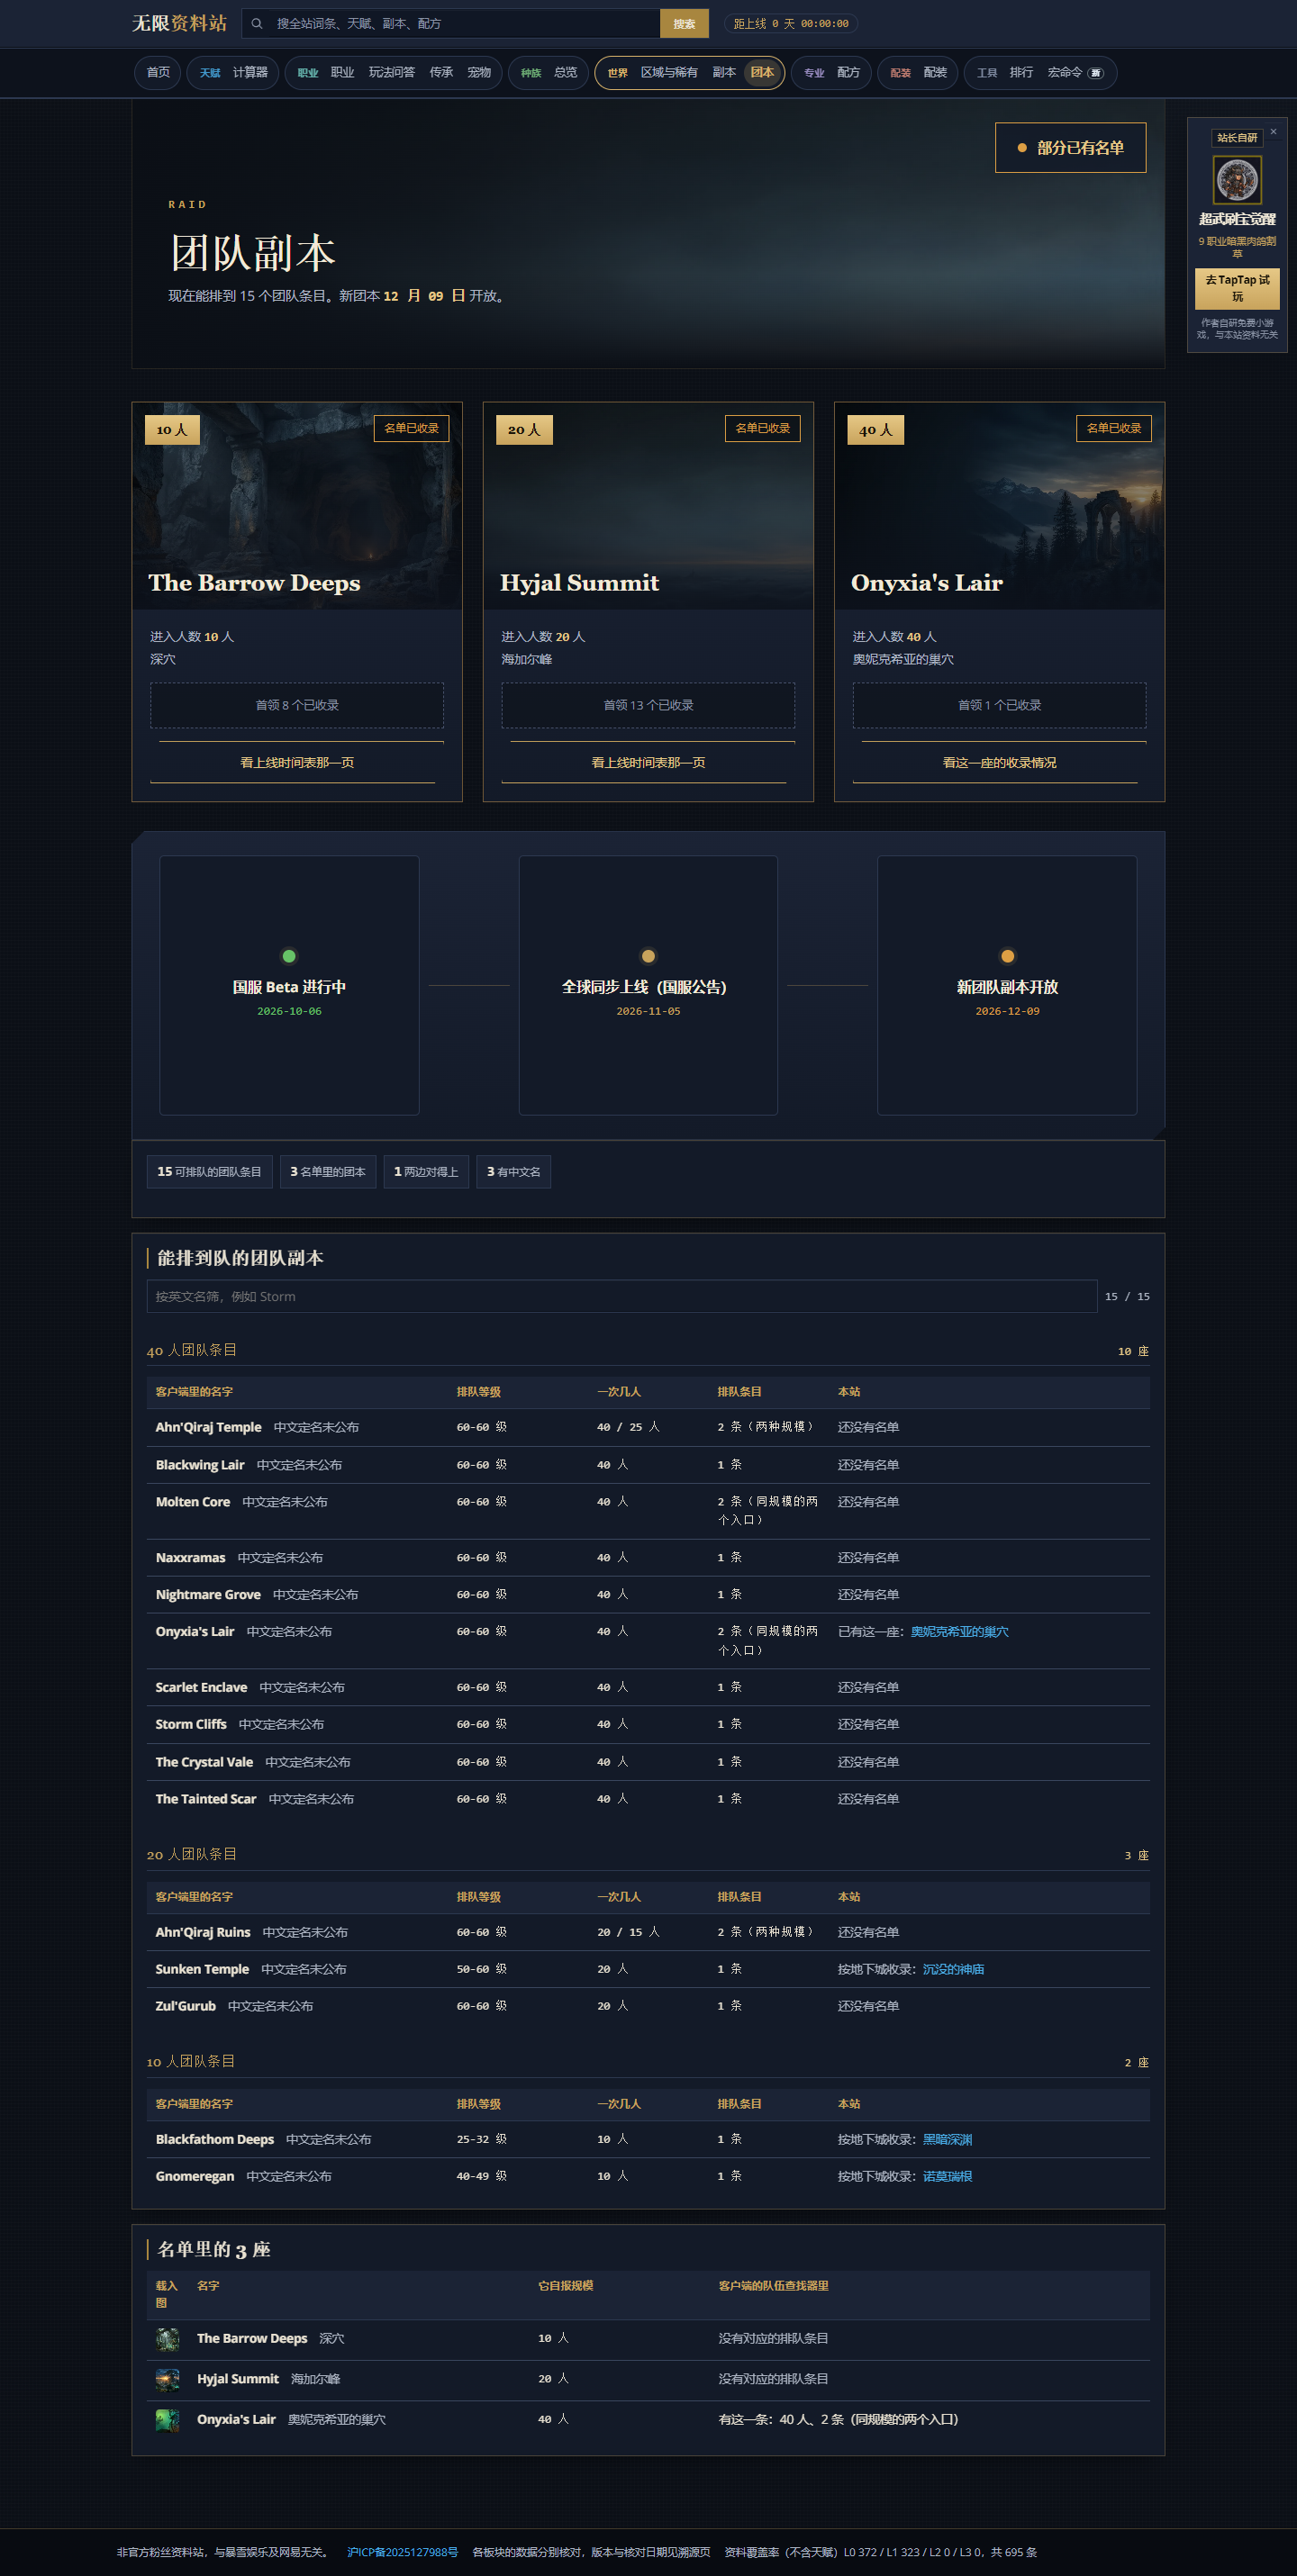 无限资料站
搜全站词条、天赋、副本、配方
搜索
距上线 0 天 00:00:00
首页
天赋 计算器
职业 职业 玩法问答 传承 宠物
种族 总览
世界 区域与稀有 副本 团本
专业 配方
配装 配装
工具 排行 宏命令 新
站长自研
×
超武刷宝觉醒
9 职业暗黑肉鸽割
草
去 TapTap 试
玩
作者自研免费小游
戏，与本站资料无关
部分已有名单
RAID
团队副本
现在能排到 15 个团队条目。新团本 12 月 09 日 开放。
10 人
名单已收录
The Barrow Deeps
进入人数 10 人
深穴
首领 8 个已收录
看上线时间表那一页
20 人
名单已收录
Hyjal Summit
进入人数 20 人
海加尔峰
首领 13 个已收录
看上线时间表那一页
40 人
名单已收录
Onyxia's Lair
进入人数 40 人
奥妮克希亚的巢穴
首领 1 个已收录
看这一座的收录情况
国服 Beta 进行中
2026-10-06
全球同步上线（国服公告）
2026-11-05
新团队副本开放
2026-12-09
15 可排队的团队条目
3 名单里的团本
1 两边对得上
3 有中文名
能排到队的团队副本
按英文名筛，例如 Storm
15 / 15
40 人团队条目
10 座
客户端里的名字 排队等级 一次几人 排队条目 本站
Ahn'Qiraj Temple 中文定名未公布 60-60 级 40 / 25 人 2 条（两种规模） 还没有名单
Blackwing Lair 中文定名未公布 60-60 级 40 人 1 条 还没有名单
Molten Core 中文定名未公布 60-60 级 40 人 2 条（同规模的两 还没有名单
个入口）
Naxxramas 中文定名未公布 60-60 级 40 人 1 条 还没有名单
Nightmare Grove 中文定名未公布 60-60 级 40 人 1 条 还没有名单
Onyxia's Lair 中文定名未公布 60-60 级 40 人 2 条（同规模的两 已有这一座：奥妮克希亚的巢穴
个入口）
Scarlet Enclave 中文定名未公布 60-60 级 40 人 1 条 还没有名单
Storm Cliffs 中文定名未公布 60-60 级 40 人 1 条 还没有名单
The Crystal Vale 中文定名未公布 60-60 级 40 人 1 条 还没有名单
The Tainted Scar 中文定名未公布 60-60 级 40 人 1 条 还没有名单
20 人团队条目
3 座
客户端里的名字 排队等级 一次几人 排队条目 本站
Ahn'Qiraj Ruins 中文定名未公布 60-60 级 20 / 15 人 2 条（两种规模） 还没有名单
Sunken Temple 中文定名未公布 50-60 级 20 人 1 条 按地下城收录：沉没的神庙
Zul'Gurub 中文定名未公布 60-60 级 20 人 1 条 还没有名单
10 人团队条目
2 座
客户端里的名字 排队等级 一次几人 排队条目 本站
Blackfathom Deeps 中文定名未公布 25-32 级 10 人 1 条 按地下城收录：黑暗深渊
Gnomeregan 中文定名未公布 40-49 级 10 人 1 条 按地下城收录：诺莫瑞根
名单里的 3 座
载入 名字 它自报规模 客户端的队伍查找器里
图
The Barrow Deeps 深穴 10 人 没有对应的排队条目
Hyjal Summit 海加尔峰 20 人 没有对应的排队条目
Onyxia's Lair 奥妮克希亚的巢穴 40 人 有这一条：40 人、2 条（同规模的两个入口）
非官方粉丝资料站，与暴雪娱乐及网易无关。 沪ICP备2025127988号 各板块的数据分别核对，版本与核对日期见溯源页 资料覆盖率（不含天赋）L0 372 / L1 323 / L2 0 / L3 0，共 695 条